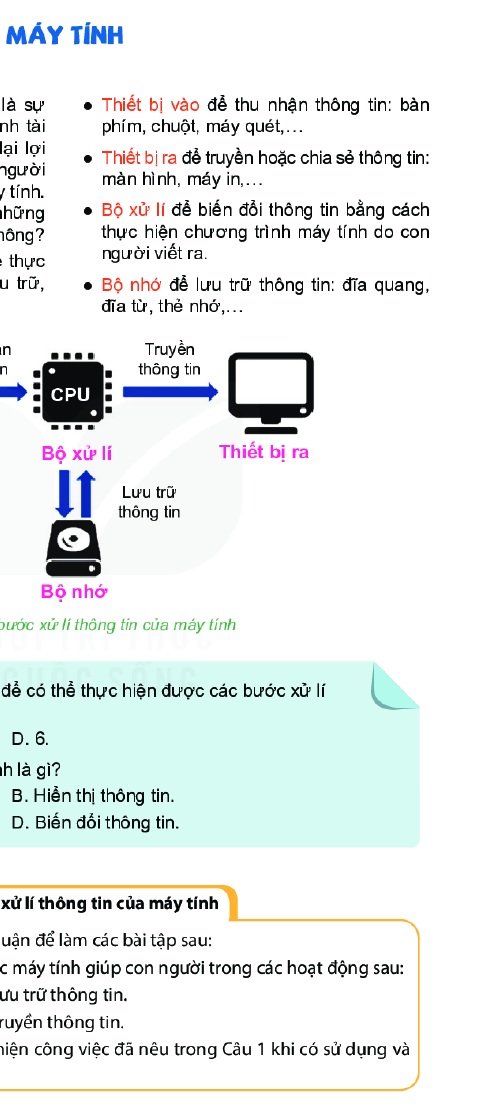 MÁY TÍNH
là sự
nh tài
lại lợi
người
y tính.
những
hông?
thực
u trữ,
• Thiết bị vào để thu nhận thông tin: bàn
phím, chuột, máy quét,...
• Thiết bị ra để truyền hoặc chia sẻ thông tin:
màn hình, máy in,...
• Bộ xử lí để biến đổi thông tin bằng cách
thực hiện chương trình máy tính do con
người viết ra.
• Bộ nhớ để lưu trữ thông tin: đĩa quang,
đĩa từ, thẻ nhớ,...
n
Truyền
thông tin
CPU
Bộ xử lí
Thiết bị ra
Lưu trữ
thông tin
Bộ nhớ
bước xử lí thông tin của máy tính
để có thể thực hiện được các bước xử lí
D. 6.
h là gì?
B. Hiển thị thông tin.
D. Biến đổi thông tin.
xử lí thông tin của máy tính
uận để làm các bài tập sau:
c máy tính giúp con người trong các hoạt động sau:
ưu trữ thông tin.
ruyền thông tin.
hiện công việc đã nêu trong Câu 1 khi có sử dụng và